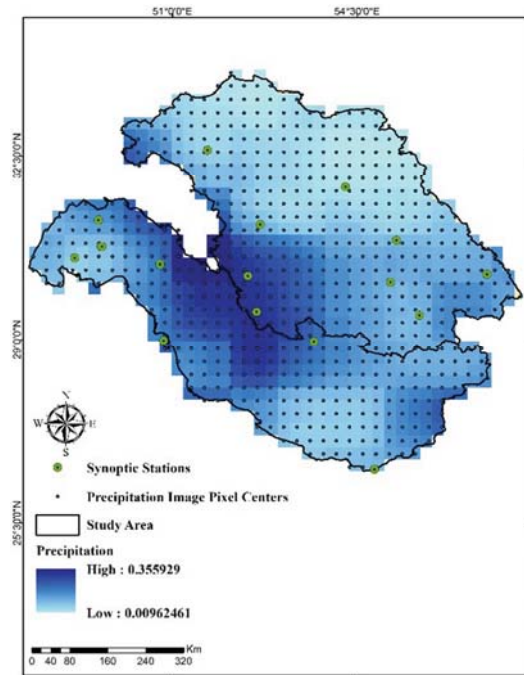 51°0'0"E 54°30'0"E
32°30'0"N
29°0'0"N
25°30'0"N
N
W E
S
Synoptic Stations
Precipitation Image Pixel Centers
Study Area
Precipitation
High : 0.355929
Low : 0.00962461
Km
0 20 40 80 160 240 320